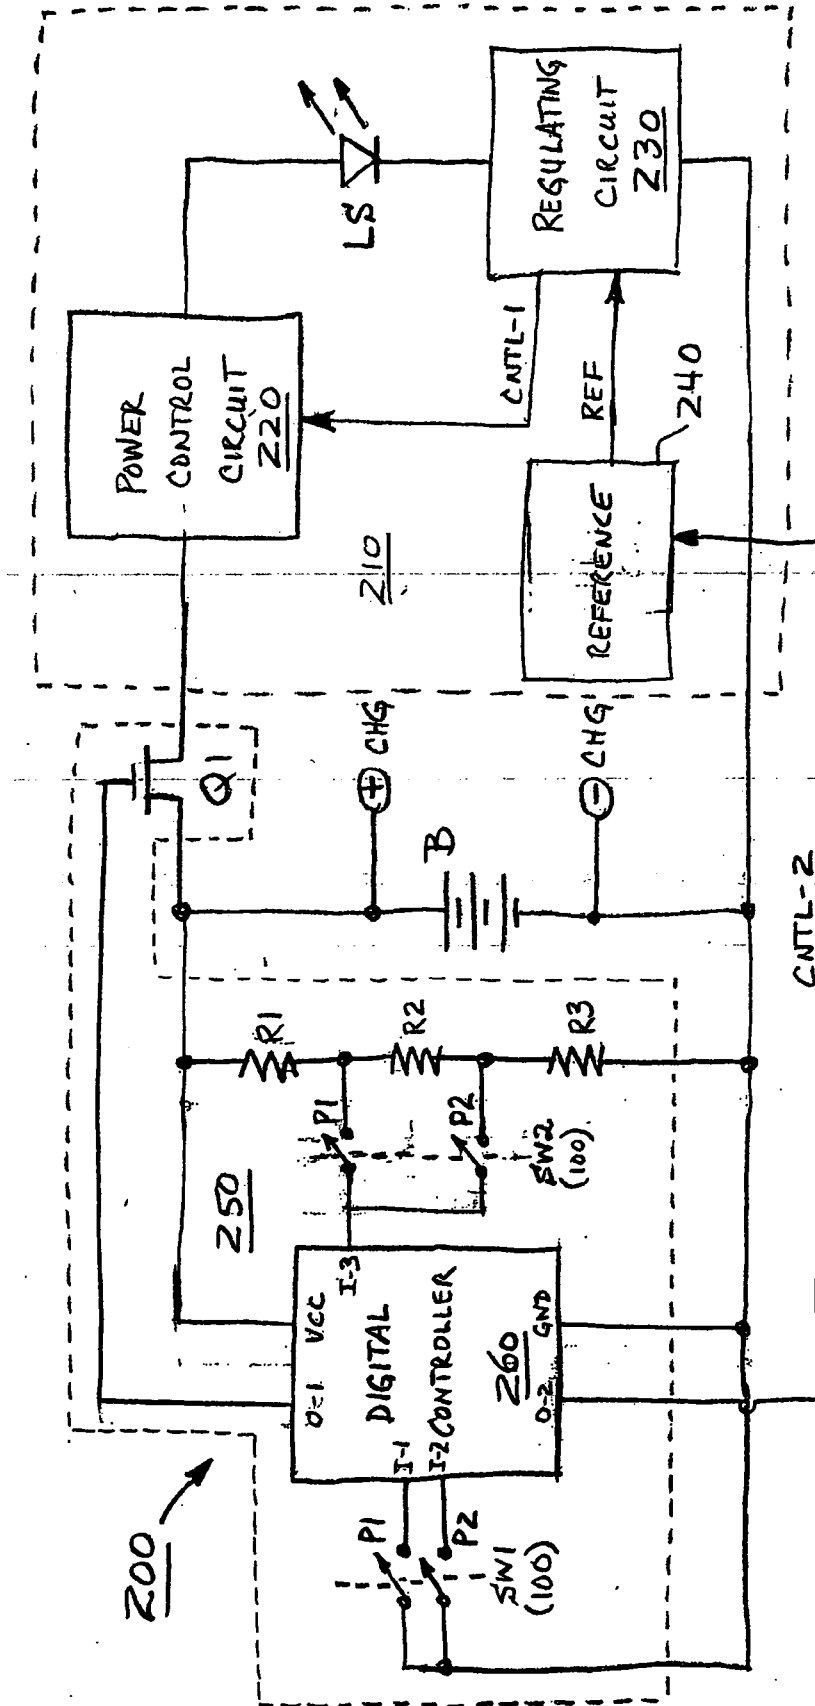 200
250
SW1
(100)
P1
P2
I-1
I-2
O-1
VCC
I-3
DIGITAL
CONTROLLER
260
O-2
GND
P1
P2
SW2
(100)
R1
R2
R3
B
Q1
+ CHG
- CHG
CNTL-2
210
POWER
CONTROL
CIRCUIT
220
LS
CNTL-1
REF
REFERENCE
240
REGULATING
CIRCUIT
230